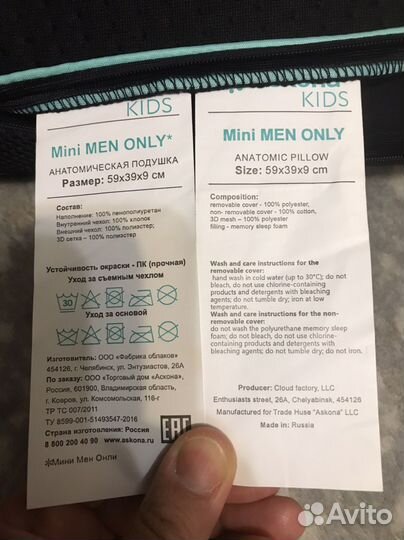 KIDS
Mini MEN ONLY*
АНАТОМИЧЕСКАЯ ПОДУШКА
Размер: 59х39х9 см
Состав:
Наполнение: 100% пенополиуретан
Внутренний чехол: 100% хлопок
Внешний чехол: 100% полиэстер;
3D сетка – 100% полиэстер
Устойчивость окраски - ПК (прочная)
Уход за съемным чехлом
30
Уход за основой
Изготовитель: ООО «Фабрика облаков»
454126, г. Челябинск, ул. Энтузиастов, 26А
По заказу: ООО «Торговый дом «Аскона»,
Россия, 601900, Владимирская область,
г. Ковров, ул. Комсомольская, 116-г
ТР ТС 007/2011
ТУ 8599-001-51493547-2016
Страна изготовления: Россия
8 800 200 40 90 www.askona.ru
EAC
*Мини Мен Онли
askona
KIDS
Mini MEN ONLY
ANATOMIC PILLOW
Size: 59x39x9 cm
Composition:
removable cover - 100% polyester,
non- removable cover - 100% cotton,
3D mesh – 100% polyester
filling - memory sleep foam
Wash and care instructions for the
removable cover:
hand wash in cold water (up to 30°C); do not
bleach, do not use chlorine-containing
products and detergents with bleaching
agents; do not tumble dry; iron at low
temperature.
Wash and care instructions for the non-
removable cover:
do not wash the polyurethane memory sleep
foam; do not bleach, do not use chlorine-
containing products and detergents with
bleaching agents; do not tumble dry; do not iron.
Producer: Cloud factory, LLC
Enthusiasts street, 26A, Chelyabinsk, 454126
Manufactured for Trade Huse "Askona" LLC
Made in: Russia
Avito